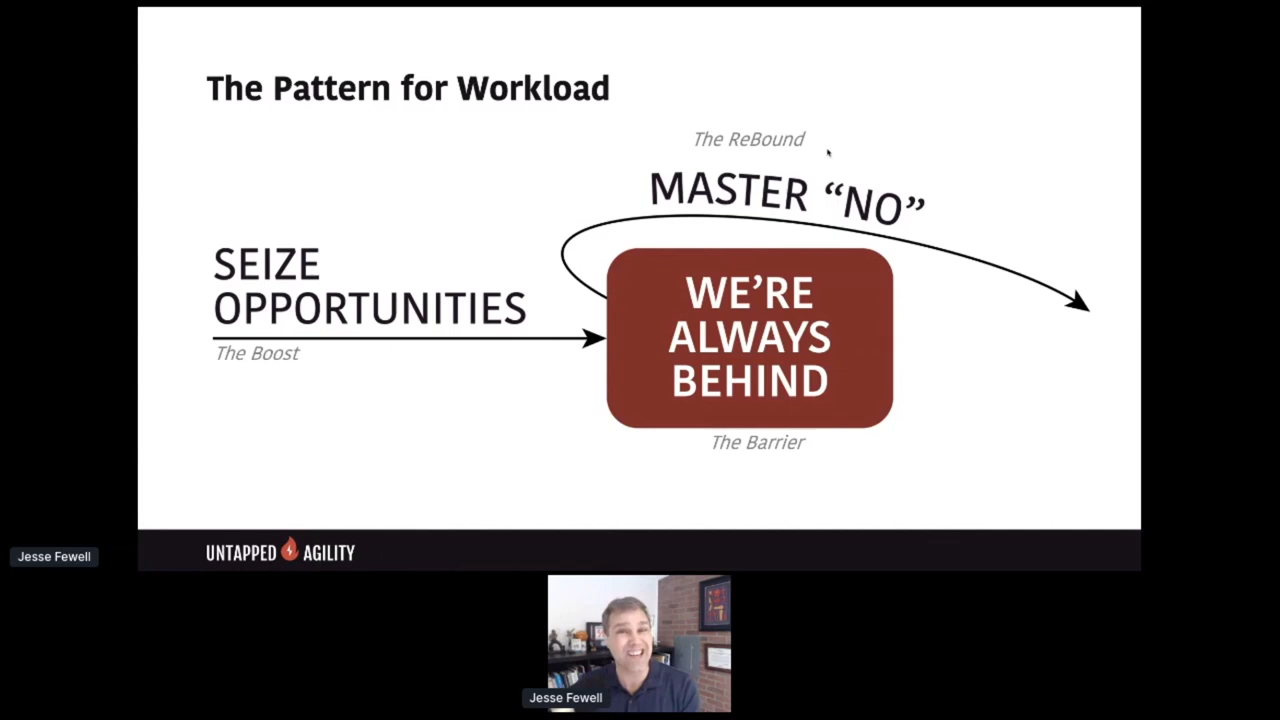 The Pattern for Workload
The ReBound
MASTER “NO”
SEIZE
OPPORTUNITIES
The Boost
WE’RE
ALWAYS
BEHIND
The Barrier
UNTAPPED AGILITY
Jesse Fewell
Jesse Fewell